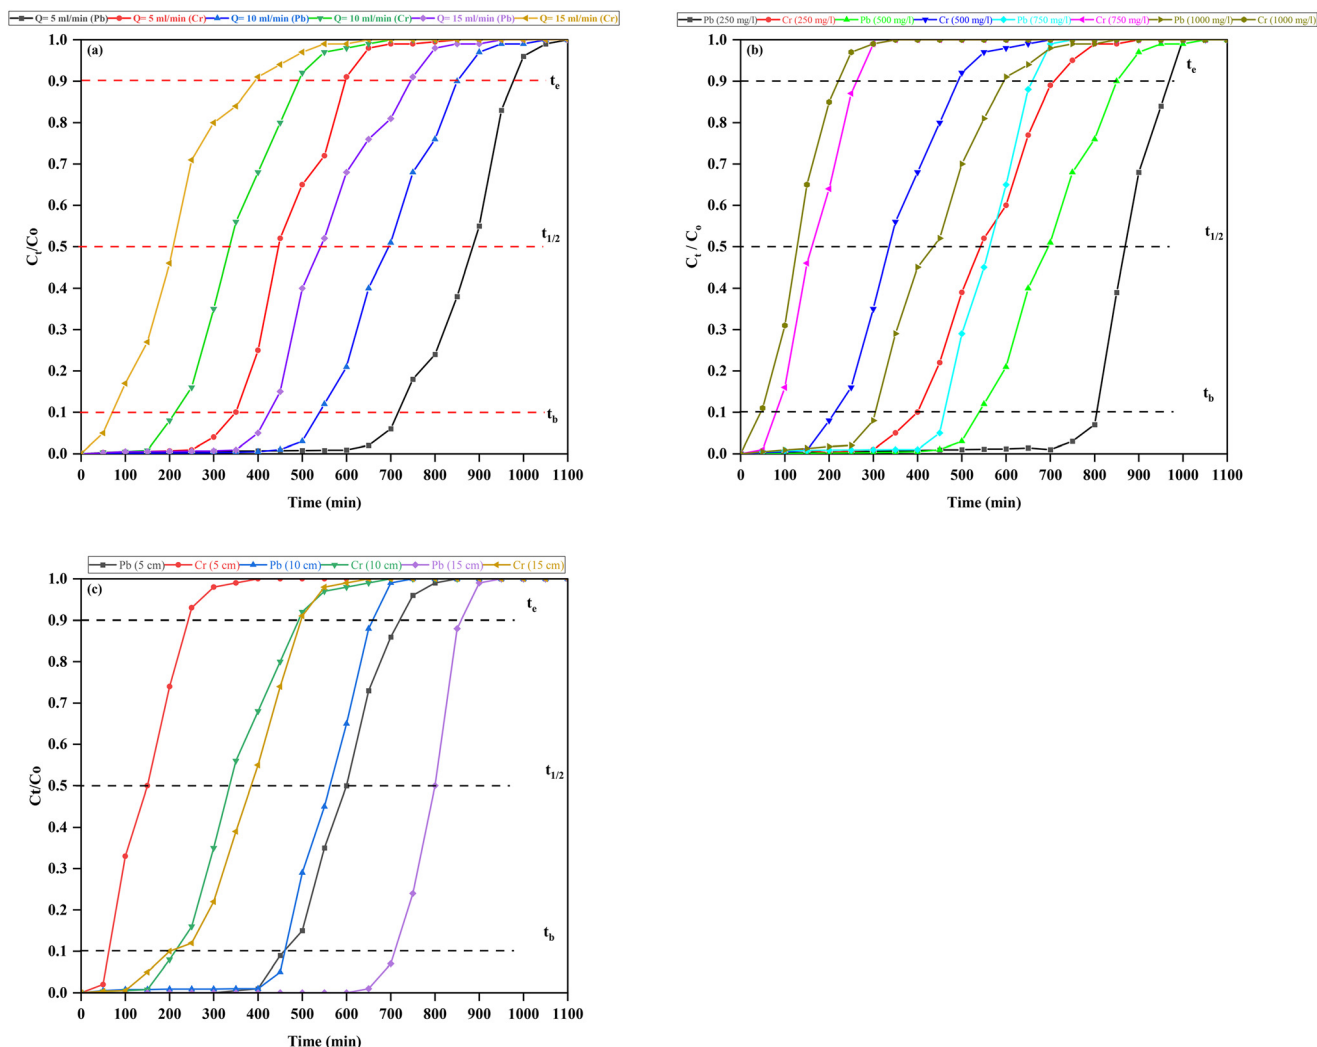 Q= 5 ml/min (Pb) Q= 5 ml/min (Cr) Q= 10 ml/min (Pb) Q= 10 ml/min (Cr) Q= 15 ml/min (Pb) Q= 15 ml/min (Cr)
(a)
1.0
0.9
0.8
0.7
0.6
0.5
0.4
0.3
0.2
0.1
0.0
Ct/Co
te
t1/2
tb
0 100 200 300 400 500 600 700 800 900 1000 1100
Time (min)
Pb (250 mg/l) Cr (250 mg/l) Pb (500 mg/l) Cr (500 mg/l) Pb (750 mg/l) Cr (750 mg/l) Pb (1000 mg/l) Cr (1000 mg/l)
(b)
1.0
0.9
0.8
0.7
0.6
0.5
0.4
0.3
0.2
0.1
0.0
Ct / Co
te
t1/2
tb
0 100 200 300 400 500 600 700 800 900 1000 1100
Time (min)
Pb (5 cm) Cr (5 cm) Pb (10 cm) Cr (10 cm) Pb (15 cm) Cr (15 cm)
(c)
1.0
0.9
0.8
0.7
0.6
0.5
0.4
0.3
0.2
0.1
0.0
Ct/Co
te
t1/2
tb
0 100 200 300 400 500 600 700 800 900 1000 1100
Time (min)